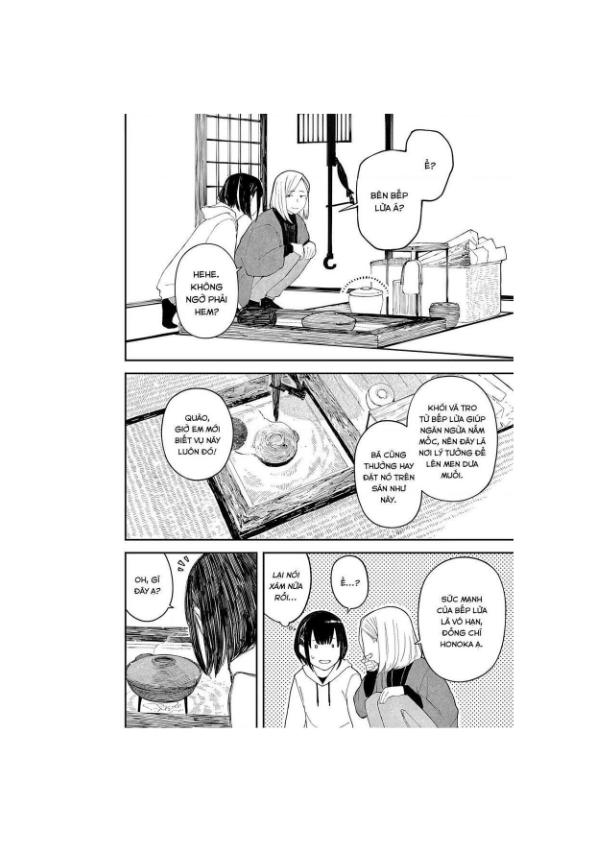 Ề?
BÊN BẾP
LỬA Á?
HEHE.
KHÔNG
NGỜ PHẢI
HEM?
KHÓI VÀ TRO
TỪ BẾP LỬA GIÚP
NGĂN NGỪA NẤM
MỐC, NÊN ĐÂY LÀ
NƠI LÝ TƯỞNG ĐỂ
LÊN MEN DƯA
MUỐI.
BÀ CŨNG
THƯỜNG HAY
ĐẶT NÓ TRÊN
SÀN NHƯ
NÀY.
QUÀO,
GIỜ EM MỚI
BIẾT VỤ NÀY
LUÔN ĐÓ!
SỨC MẠNH
CỦA BẾP LỬA
LÀ VÔ HẠN,
ĐỒNG CHÍ
HONOKA Ạ.
Ề...?
LẠI NÓI
XÀM NỮA
RỒI...
OH, GÌ
ĐÂY Ạ?